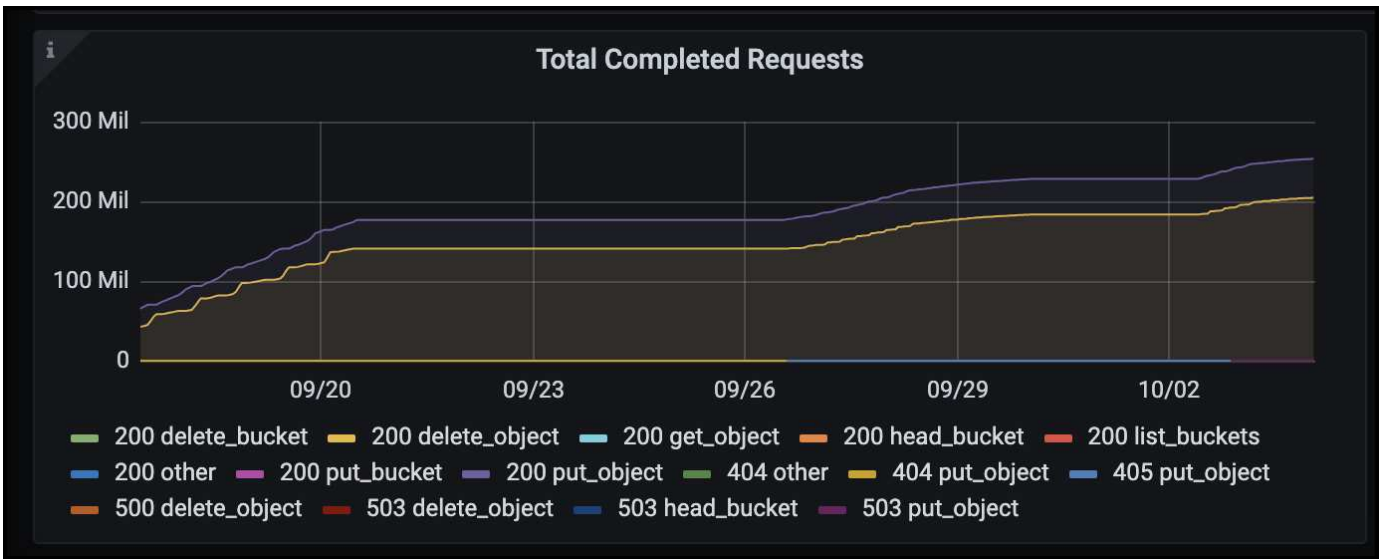 i
Total Completed Requests
300 Mil
200 Mil
100 Mil
0
09/20 09/23 09/26 09/29 10/02
200 delete_bucket 200 delete_object 200 get_object 200 head_bucket 200 list_buckets
200 other 200 put_bucket 200 put_object 404 other 404 put_object 405 put_object
500 delete_object 503 delete_object 503 head_bucket 503 put_object